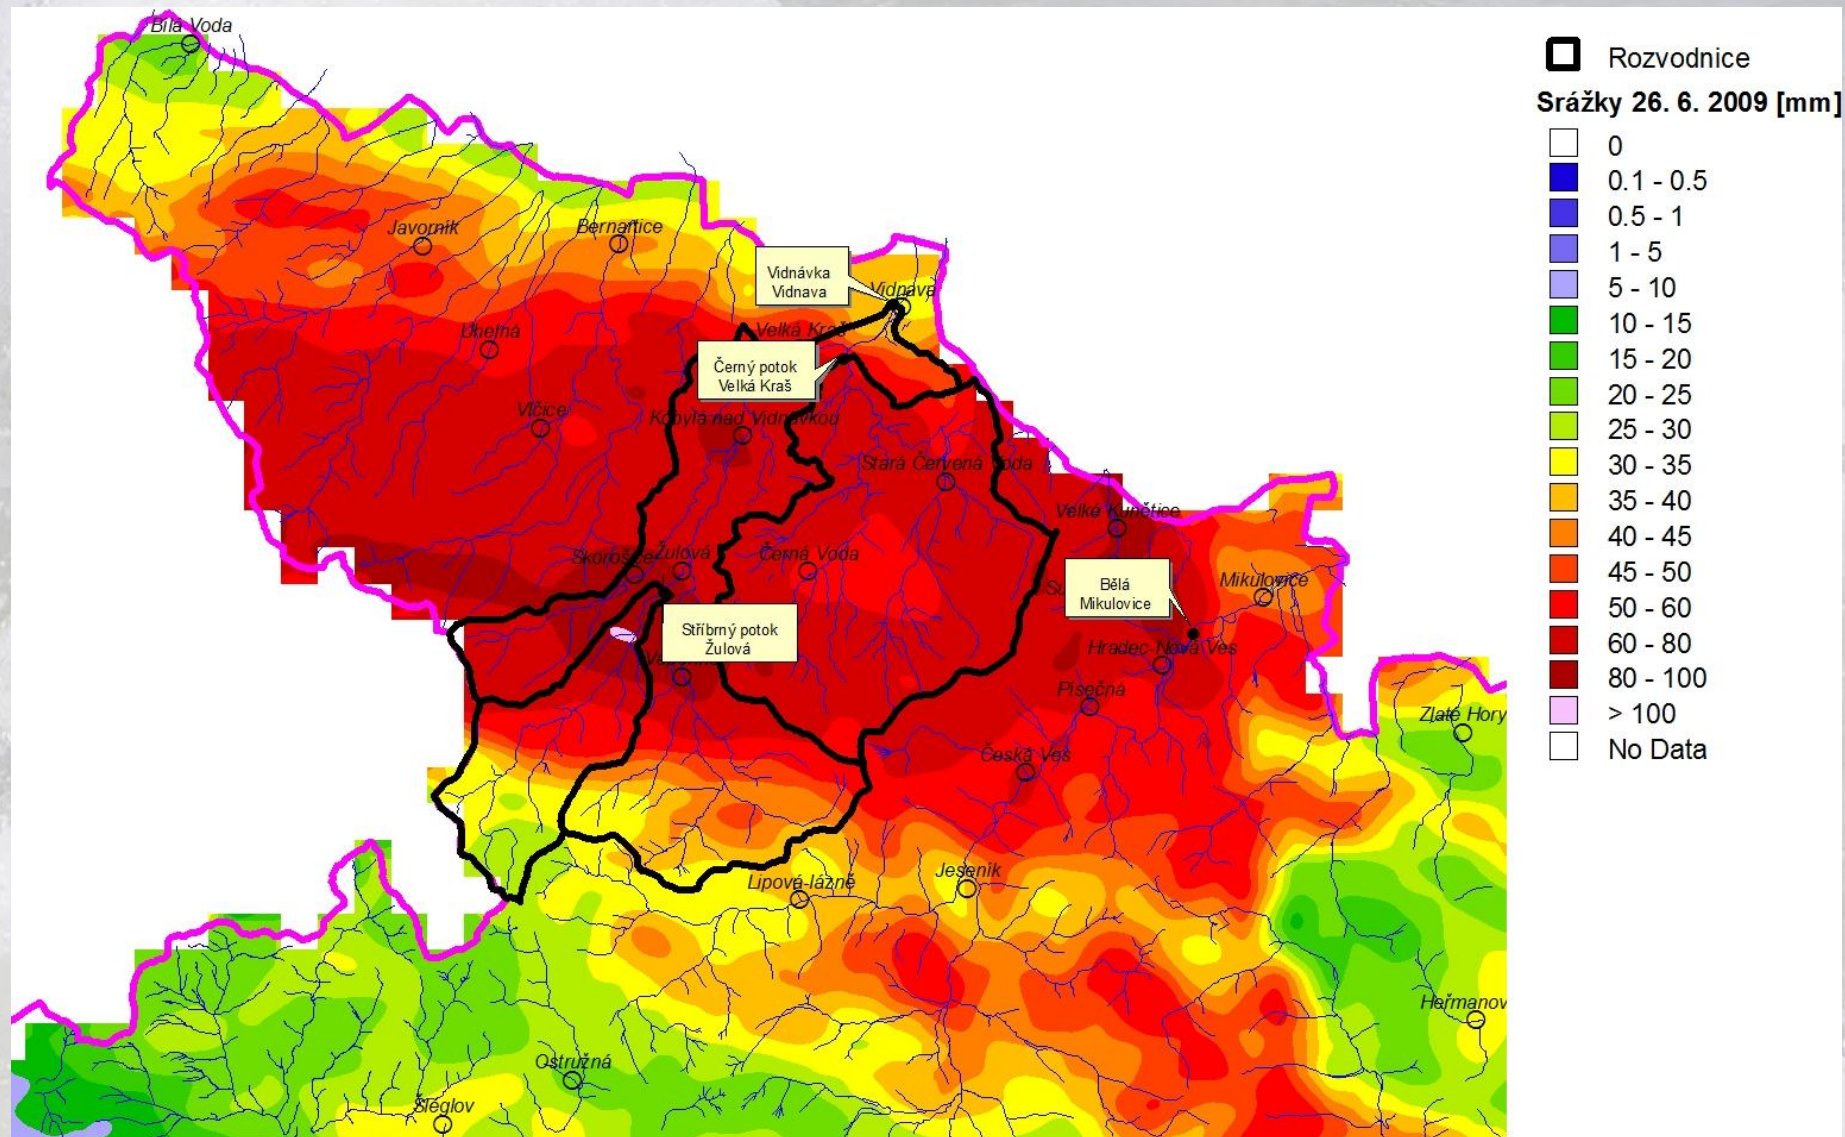 Bílá Voda
Javorník
Bernartice
Vidnávka
Vidnava
Vidnava
Uhelná
Velká Kraš
Černý potok
Velká Kraš
Vlčice
Kobylá nad Vidnavkou
Stará Červená Voda
Velké Kunětice
Skorošice
Žulová
Černá Voda
Bělá
Mikulovice
Mikulovice
Stříbrný potok
Žulová
Hradec-Nová Ves
Písečná
Zlaté Hory
Česká Ves
Lipová-lázně
Jeseník
Heřmanov
Ostružná
Šléglov
Rozvodnice
Srážky 26. 6. 2009 [mm]
0
0.1 - 0.5
0.5 - 1
1 - 5
5 - 10
10 - 15
15 - 20
20 - 25
25 - 30
30 - 35
35 - 40
40 - 45
45 - 50
50 - 60
60 - 80
80 - 100
> 100
No Data